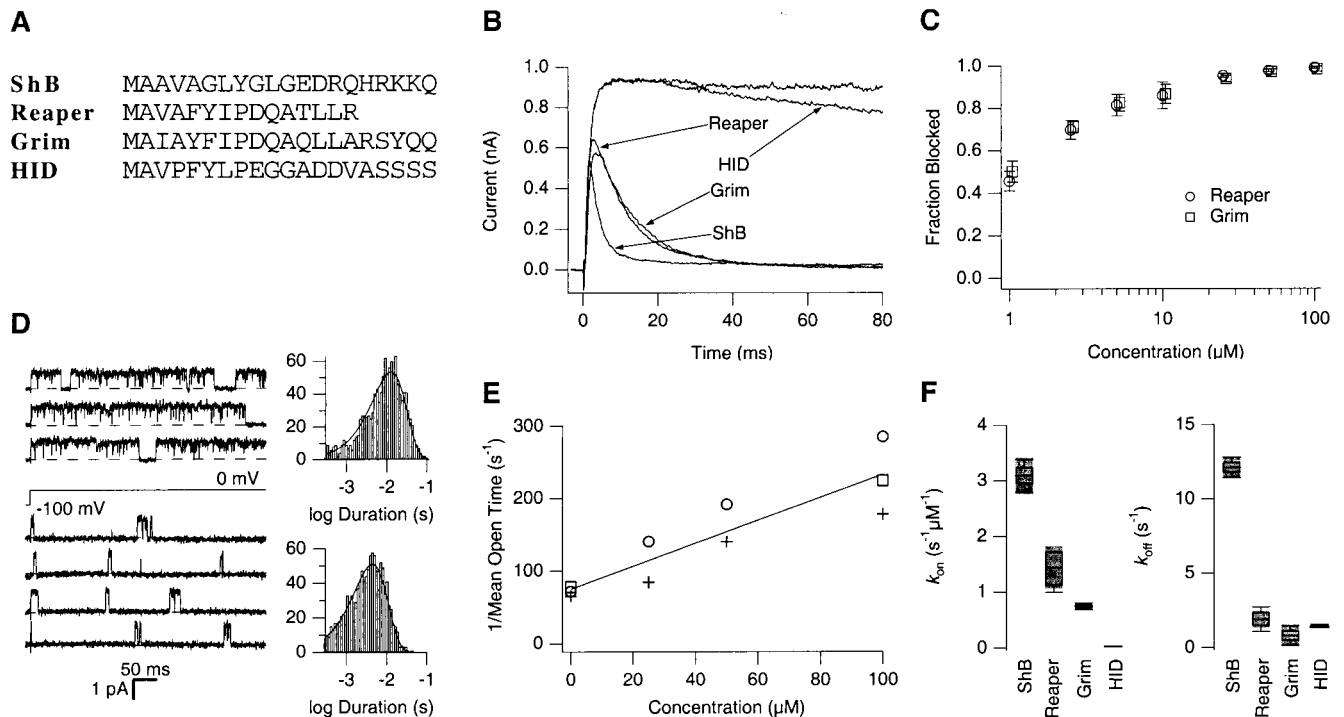 A
ShB MAAVAGLYGLGEDRQHRKKQ
Reaper MAVAFYIPDQATLLR
Grim MAIAYFIPDQAQLLARSYQQ
HID MAVPFYLPEGGADDVASSSS
B
Current (nA)
1.0
0.8
0.6
0.4
0.2
0.0
Reaper
HID
Grim
ShB
0 20 40 60 80
Time (ms)
C
Fraction Blocked
1.0
0.8
0.6
0.4
0.2
0.0
Reaper
Grim
1 10 100
Concentration (µM)
D
0 mV
-100 mV
50 ms
1 pA
60
40
20
0
-3 -2 -1
log Duration (s)
60
40
20
0
-3 -2 -1
log Duration (s)
E
1/Mean Open Time (s⁻¹)
300
200
100
0
0 20 40 60 80 100
Concentration (µM)
F
kon (s⁻¹µM⁻¹)
4
3
2
1
0
ShB
Reaper
Grim
HID
koff (s⁻¹)
15
10
5
0
ShB
Reaper
Grim
HID